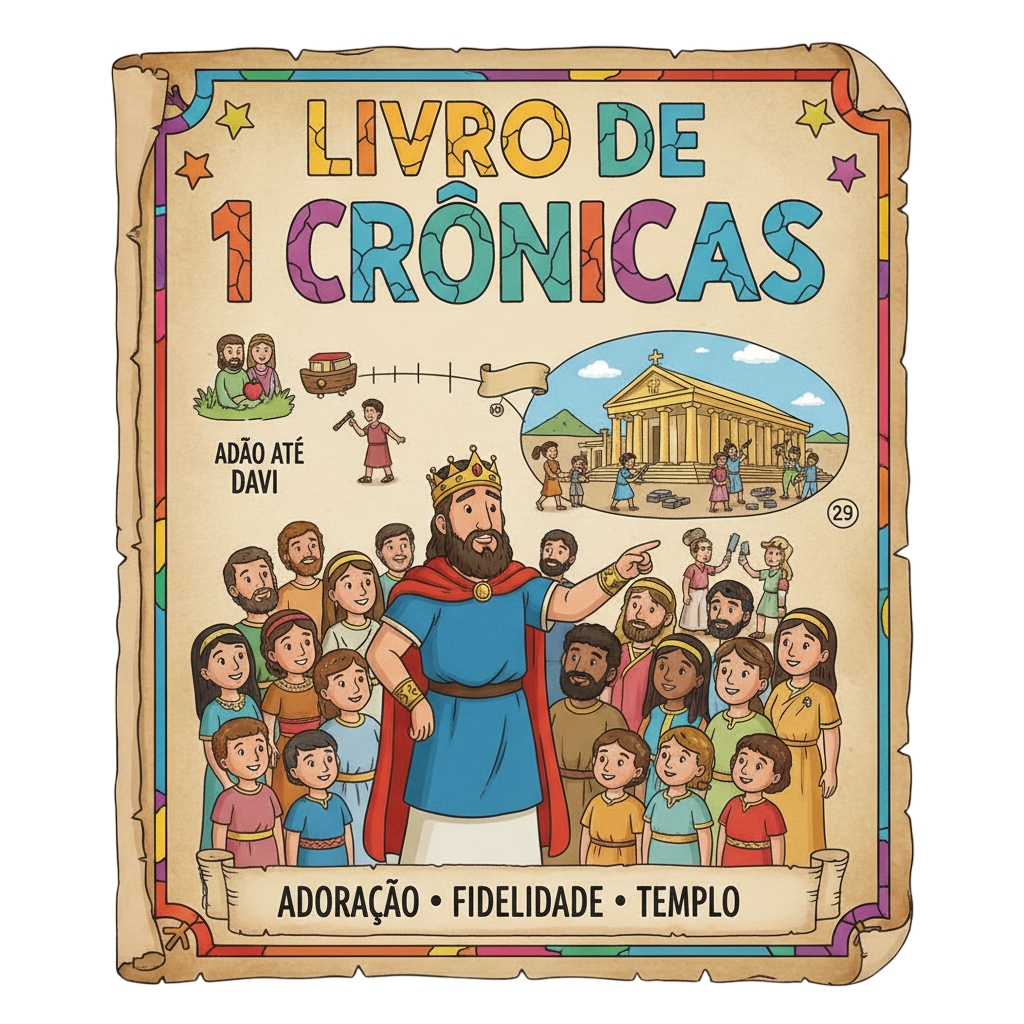 LIVRO DE
1 CRÔNICAS
ADÃO ATÉ
DAVI
29
ADORAÇÃO • FIDELIDADE • TEMPLO